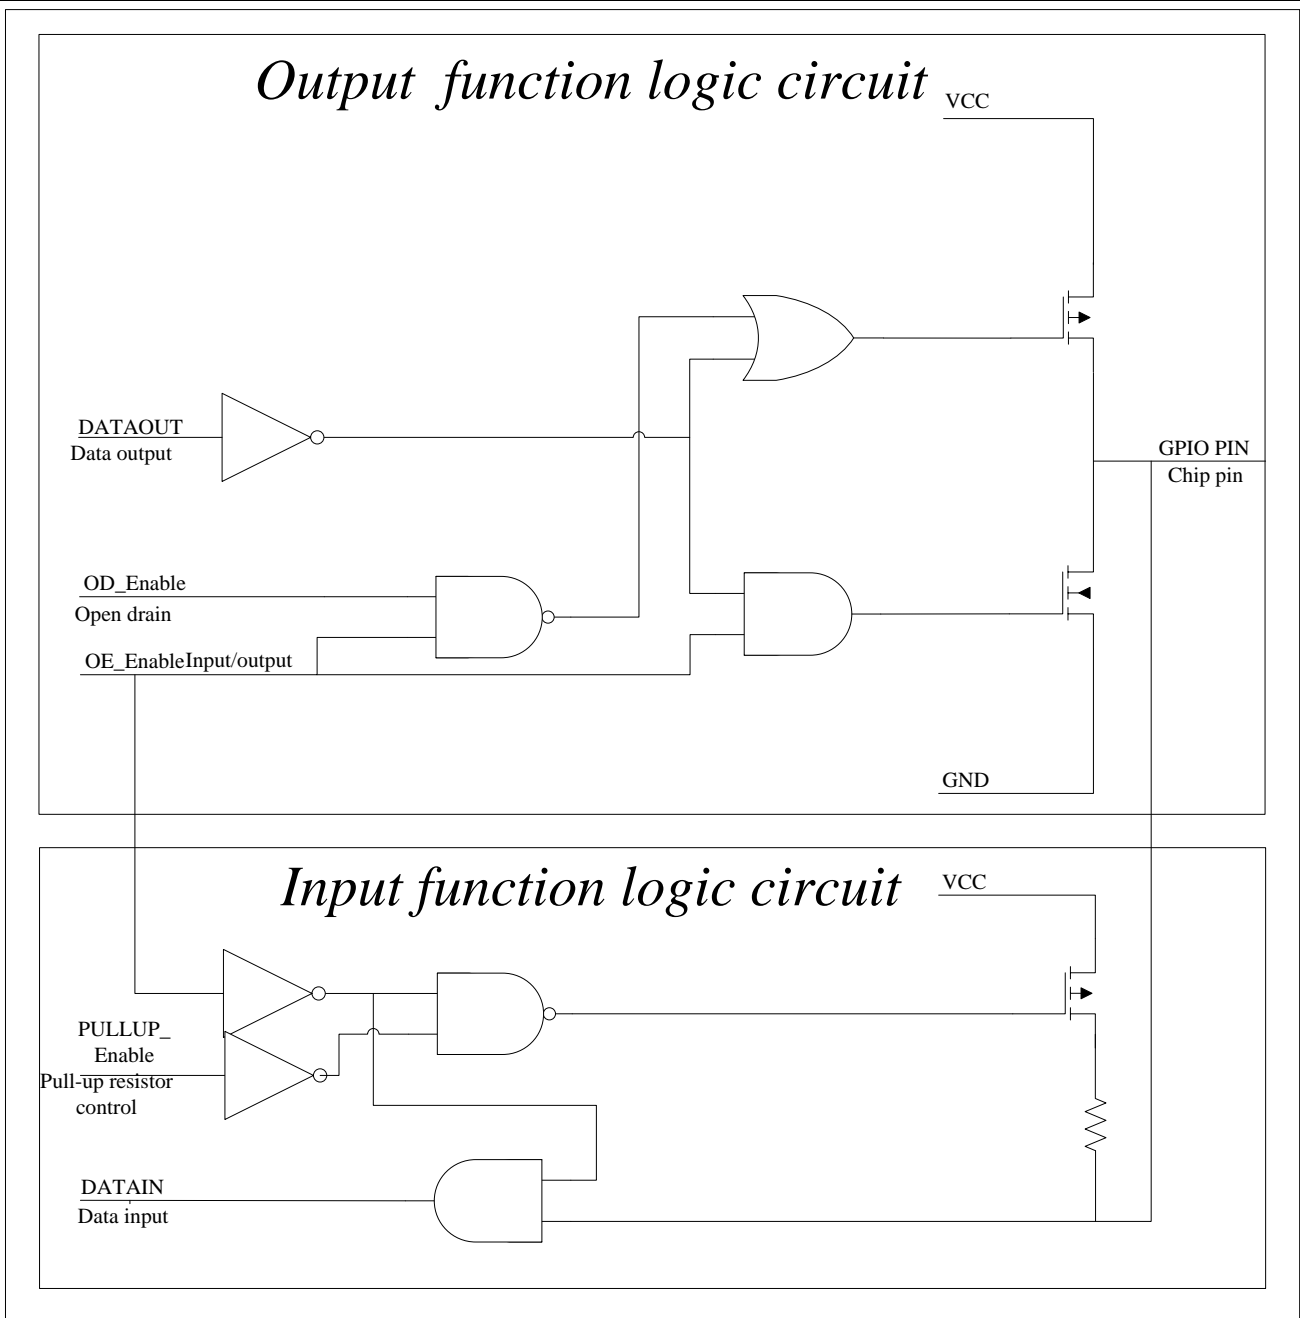 Output function logic circuit
VCC
DATAOUT
Data output
GPIO PIN
Chip pin
OD_Enable
Open drain
OE_EnableInput/output
GND
Input function logic circuit
VCC
PULLUP_
Enable
Pull-up resistor
control
DATAIN
Data input